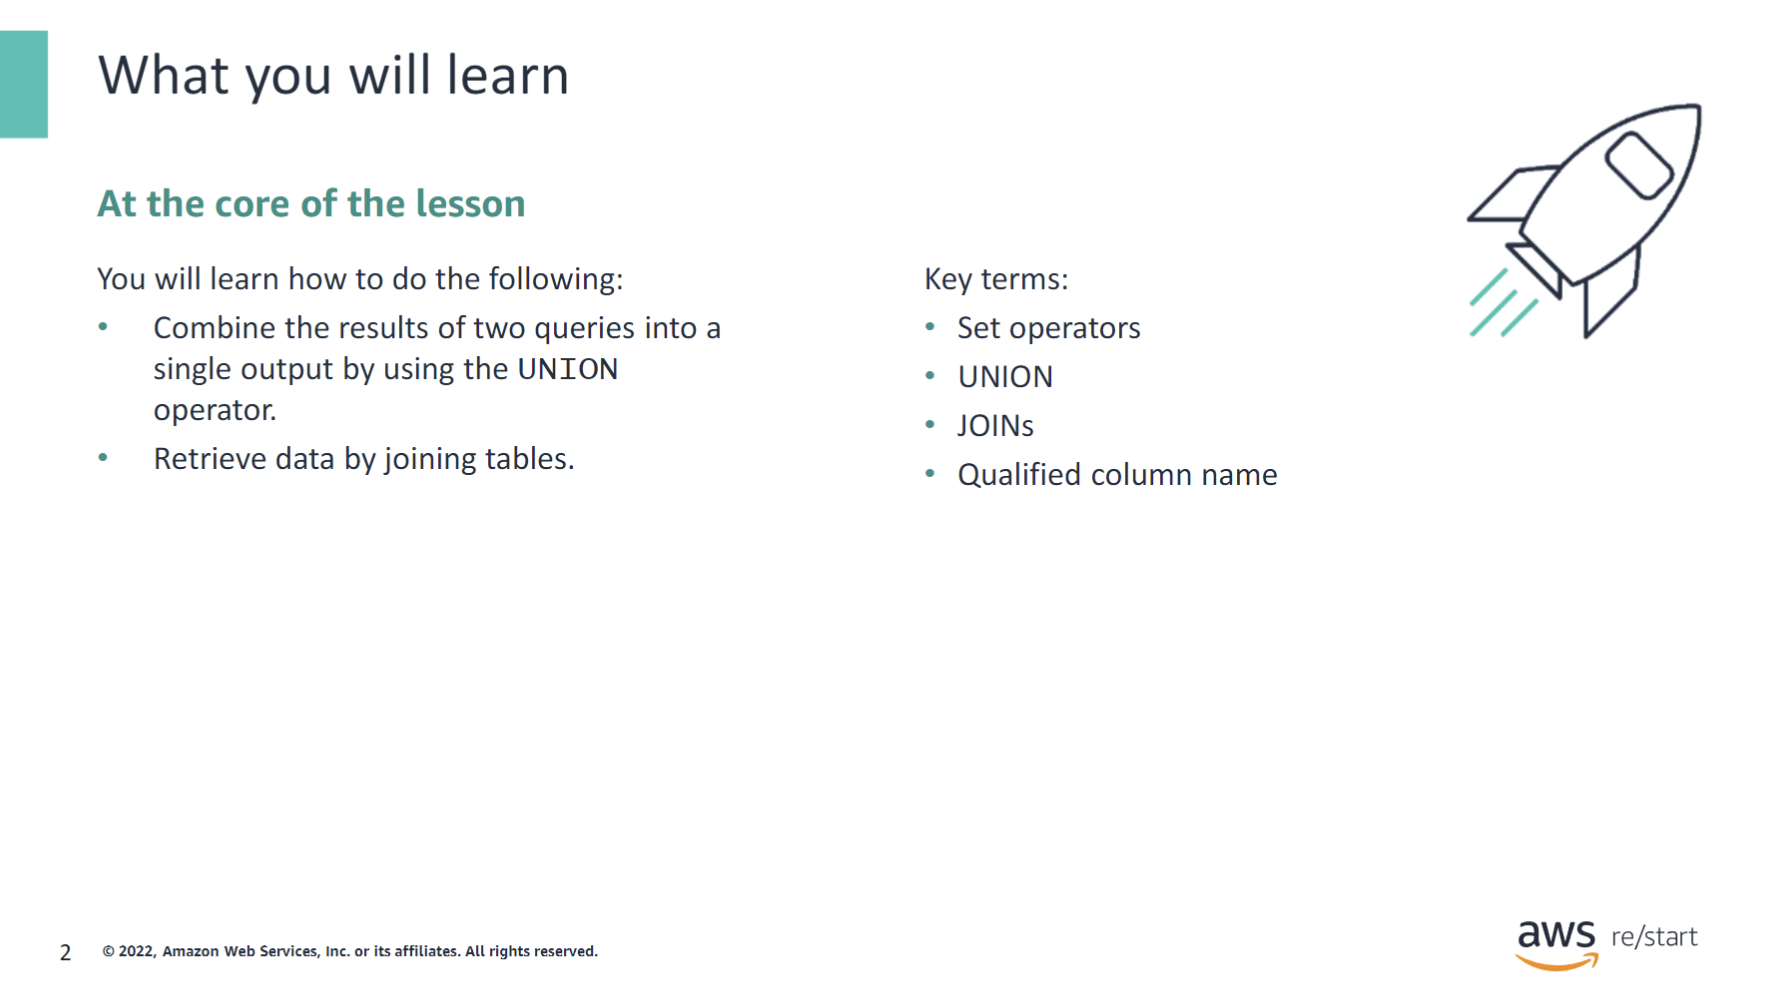 What you will learn
At the core of the lesson
You will learn how to do the following:
• Combine the results of two queries into a
single output by using the UNION
operator.
• Retrieve data by joining tables.
Key terms:
• Set operators
• UNION
• JOINs
• Qualified column name
2 © 2022, Amazon Web Services, Inc. or its affiliates. All rights reserved.
aws re/start